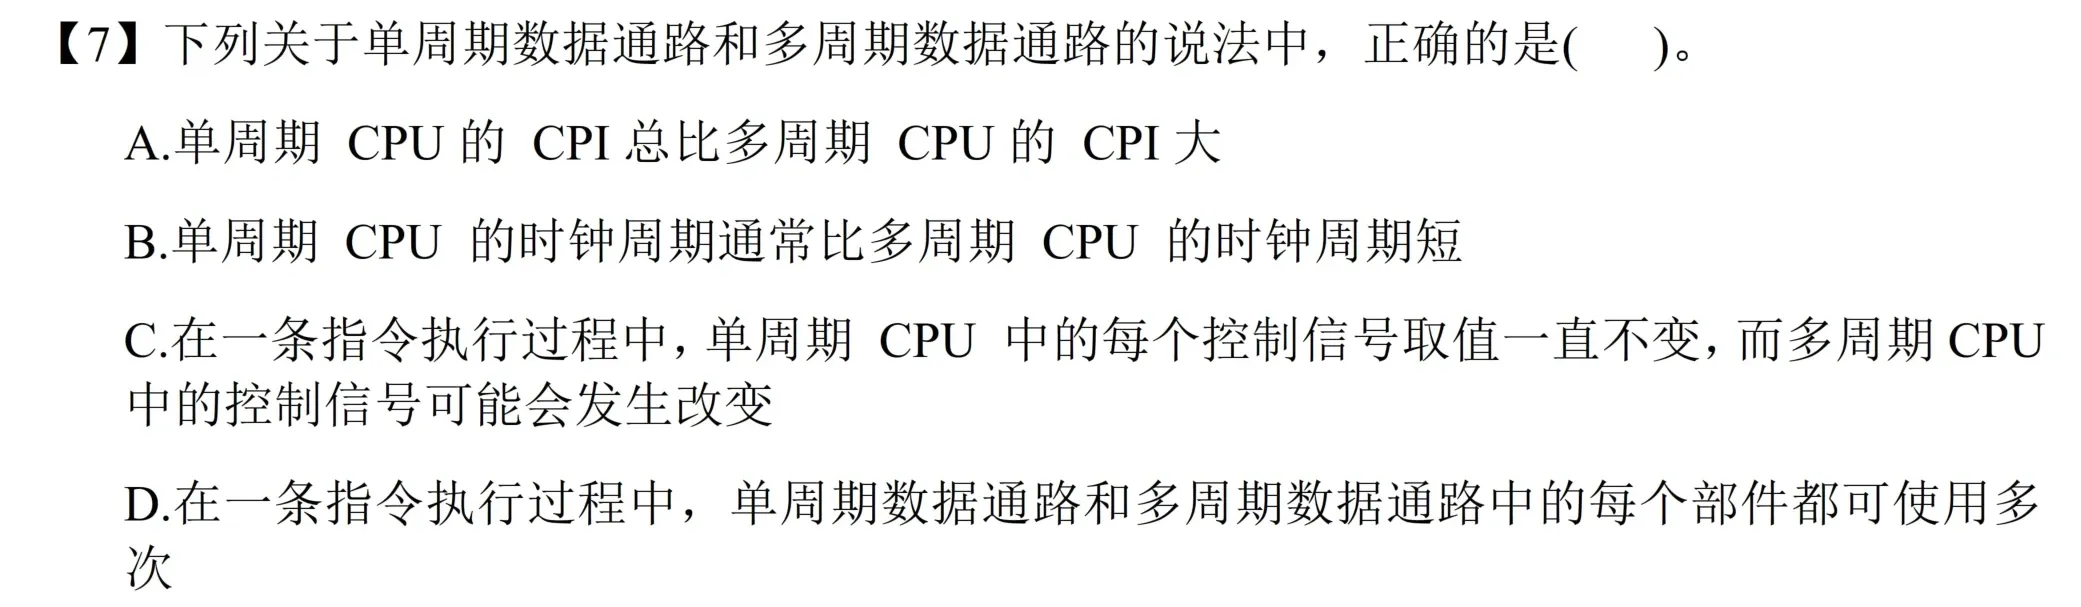 【7】下列关于单周期数据通路和多周期数据通路的说法中，正确的是(  )。
A.单周期 CPU 的 CPI 总比多周期 CPU 的 CPI 大
B.单周期 CPU 的时钟周期通常比多周期 CPU 的时钟周期短
C.在一条指令执行过程中，单周期 CPU 中的每个控制信号取值一直不变，而多周期 CPU
中的控制信号可能会发生改变
D.在一条指令执行过程中，单周期数据通路和多周期数据通路中的每个部件都可使用多
次